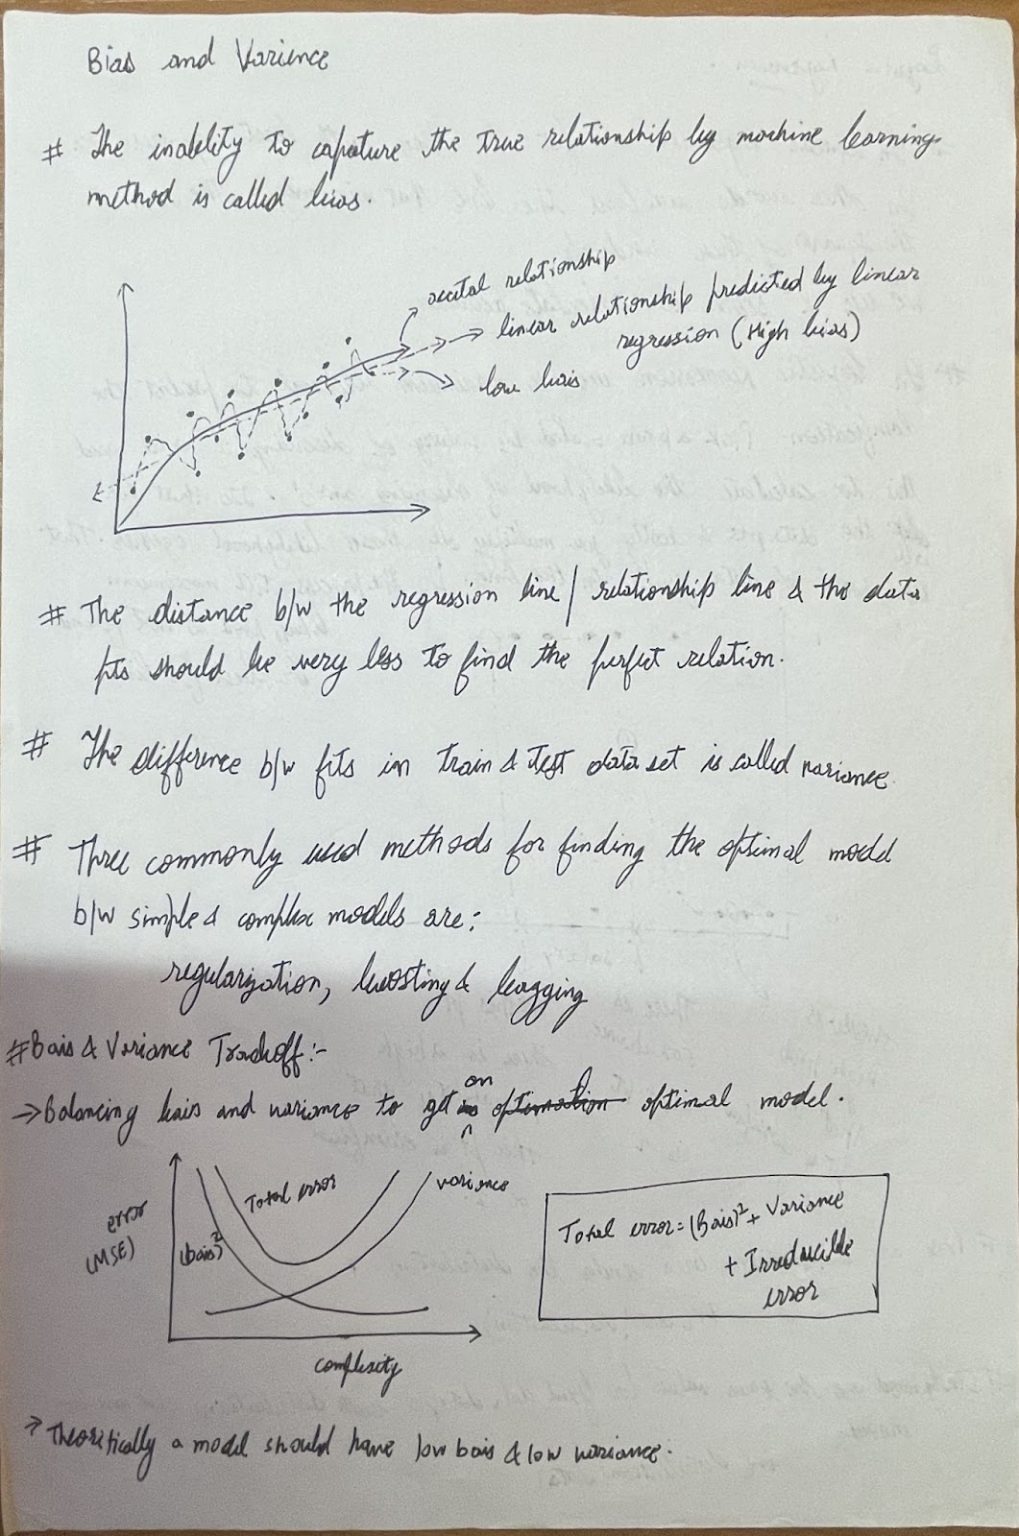 Bias and Varience
# The inability to capature the true relationship by machine learning
method is called bias.
accital relationship
linear relationship predicted by linear
regression (High bias)
low bais
# The distance b/w the regression line/ relationship line & the data
pts should be very less to find the perfect relation.
# The difference b/w fits in train & test data set is called variance
# Three commonly used methods for finding the optimal model
b/w simple & complex models are:
regularization, boosting & bagging
# Bais & Variance Tradeoff :-
→ Balancing bais and variance to get an optimal model.
Total error
variance
error
(MSE)
(bais)²
complexity
Total error = (Bais)² + Variance
+ Irreducible
error
→ Theoritically a model should have low bais & low variance.